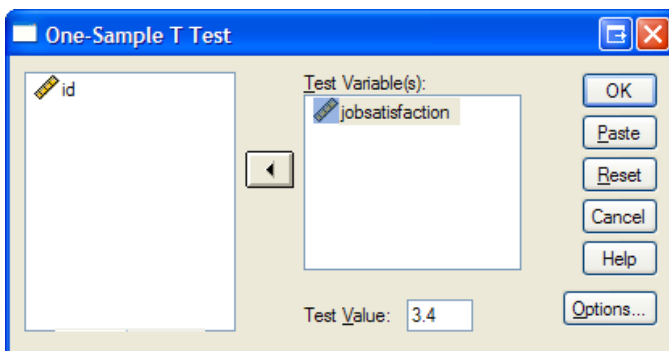 One-Sample T Test
id
Test Variable(s):
jobsatisfaction
OK
Paste
Reset
Cancel
Help
Test Value: 3.4
Options...